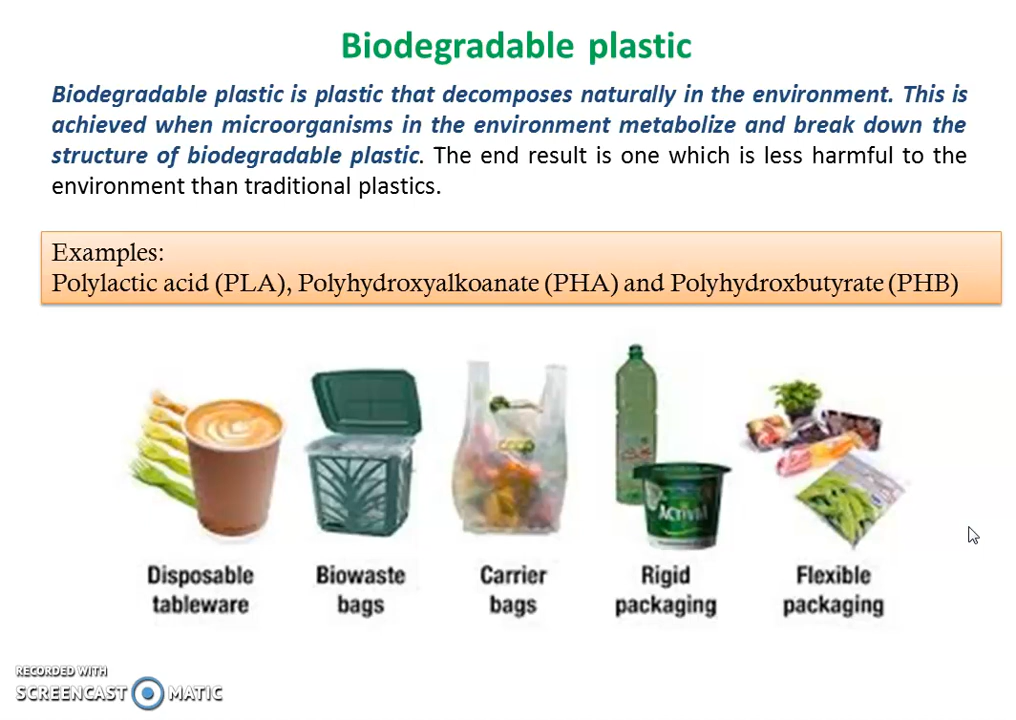 Biodegradable plastic
Biodegradable plastic is plastic that decomposes naturally in the environment. This is
achieved when microorganisms in the environment metabolize and break down the
structure of biodegradable plastic. The end result is one which is less harmful to the
environment than traditional plastics.
Examples:
Polylactic acid (PLA), Polyhydroxyalkoanate (PHA) and Polyhydroxbutyrate (PHB)
COOP
ACTIVIA
Disposable
tableware
Biowaste
bags
Carrier
bags
Rigid
packaging
Flexible
packaging
RECORDED WITH
SCREENCAST MATIC